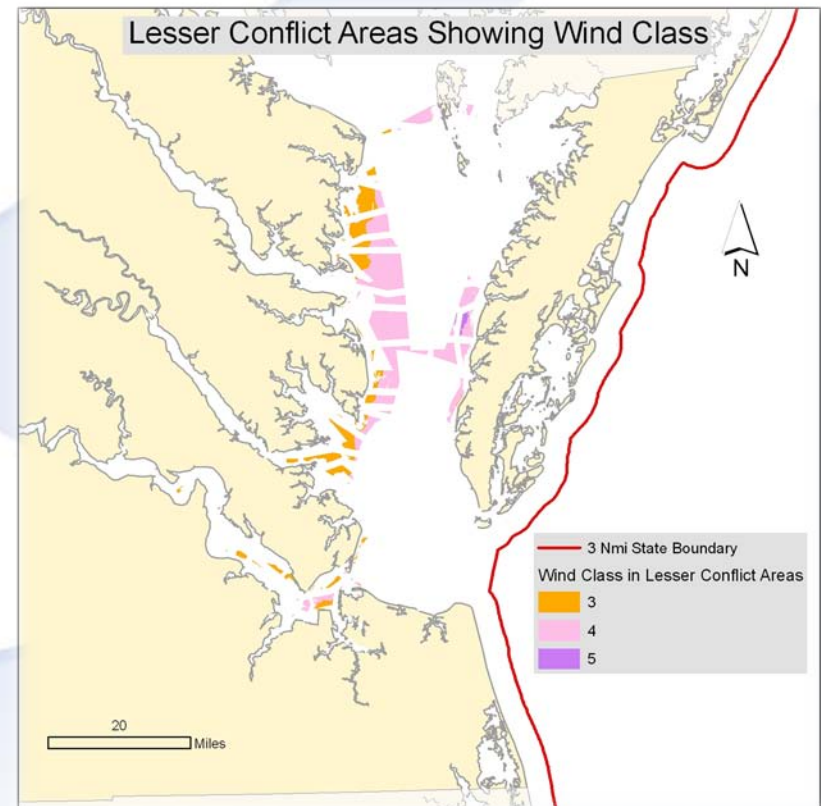 Lesser Conflict Areas Showing Wind Class
N
3 Nmi State Boundary
Wind Class in Lesser Conflict Areas
3
4
5
20
Miles